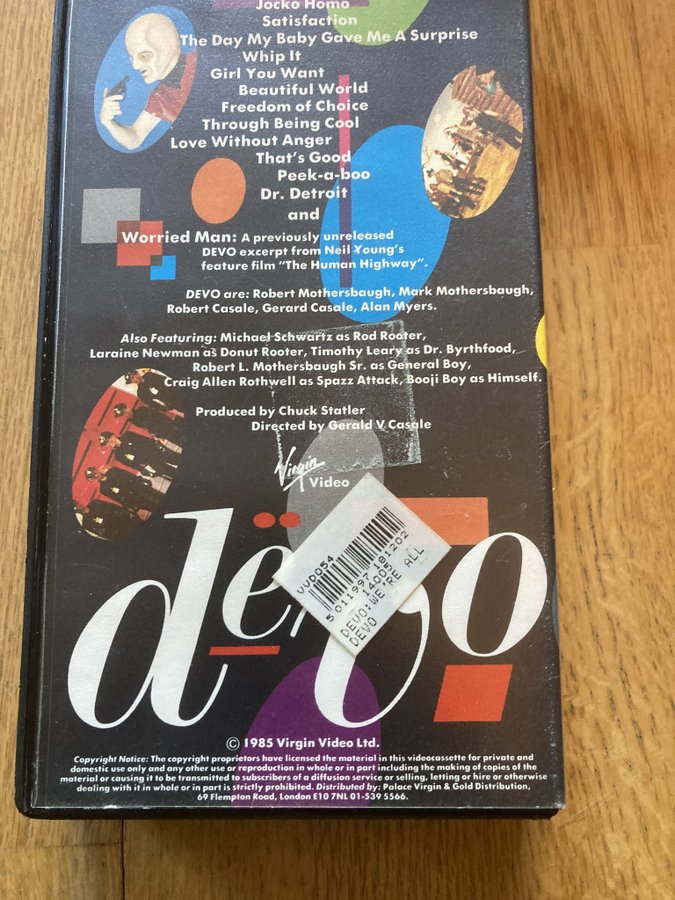 Jocko Homo
Satisfaction
The Day My Baby Gave Me A Surprise
Whip It
Girl You Want
Beautiful World
Freedom of Choice
Through Being Cool
Love Without Anger
That's Good
Peek-a-boo
Dr. Detroit
and
Worried Man: A previously unreleased
DEVO excerpt from Neil Young's
feature film "The Human Highway".
DEVO are: Robert Mothersbaugh, Mark Mothersbaugh,
Robert Casale, Gerard Casale, Alan Myers.
Also Featuring: Michael Schwartz as Rod Rooter,
Laraine Newman as Donut Rooter, Timothy Leary as Dr. Byrthfood,
Robert L. Mothersbaugh Sr. as General Boy,
Craig Allen Rothwell as Spazz Attack, Booji Boy as Himself.
Produced by Chuck Statler
Directed by Gerald V Casale
Virgin
Video
VVD054
5 011997 181202
14005
DEVO:WE'RE ALL
DEVO
dëvo
© 1985 Virgin Video Ltd.
Copyright Notice: The copyright proprietors have licensed the material in this videocassette for private and
domestic use only and any other use or reproduction in whole or in part including the making of copies of the
material or causing it to be transmitted to subscribers of a diffusion service or selling, letting or hire or otherwise
dealing with it in whole or in part is strictly prohibited. Distributed by: Palace Virgin & Gold Distribution,
69 Flempton Road, London E10 7NL 01-539 5566.